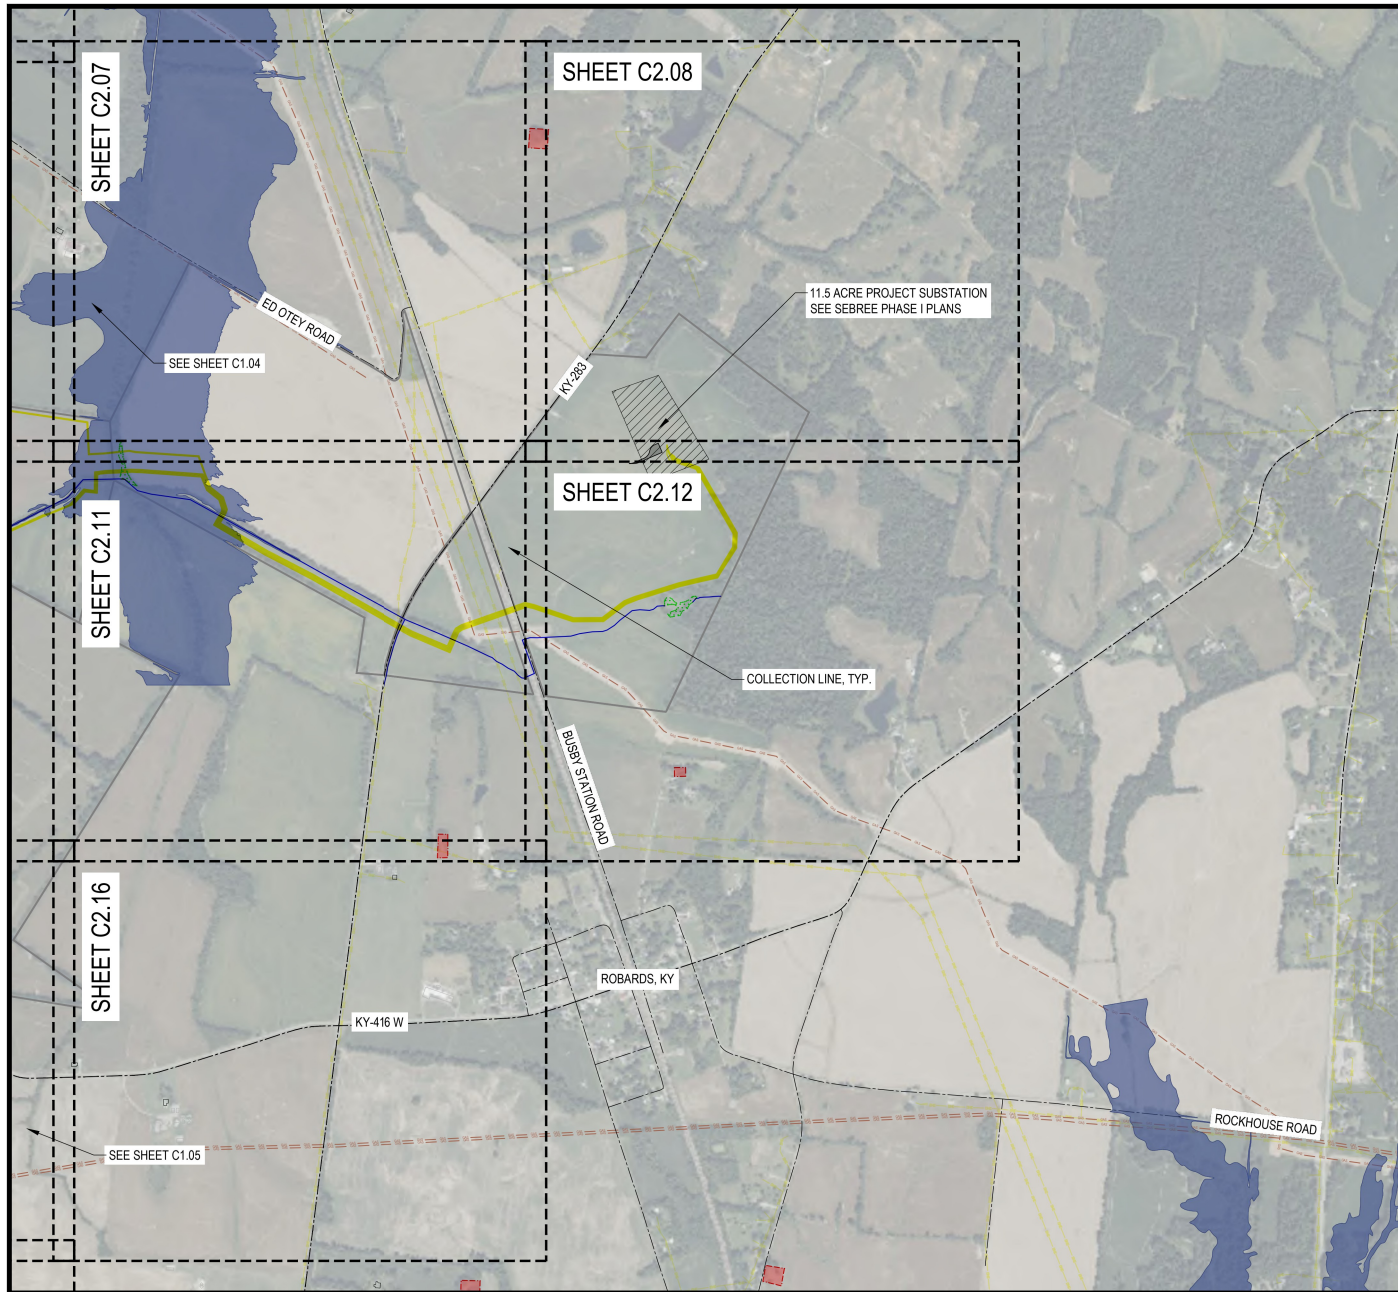 SHEET C2.07
SHEET C2.08
11.5 ACRE PROJECT SUBSTATION
SEE SEBREE PHASE I PLANS
ED OTEY ROAD
SEE SHEET C1.04
KY-283
SHEET C2.12
SHEET C2.11
COLLECTION LINE, TYP.
BUSBY STATION ROAD
SHEET C2.16
ROBARDS, KY
KY-416 W
ROCKHOUSE ROAD
SEE SHEET C1.05